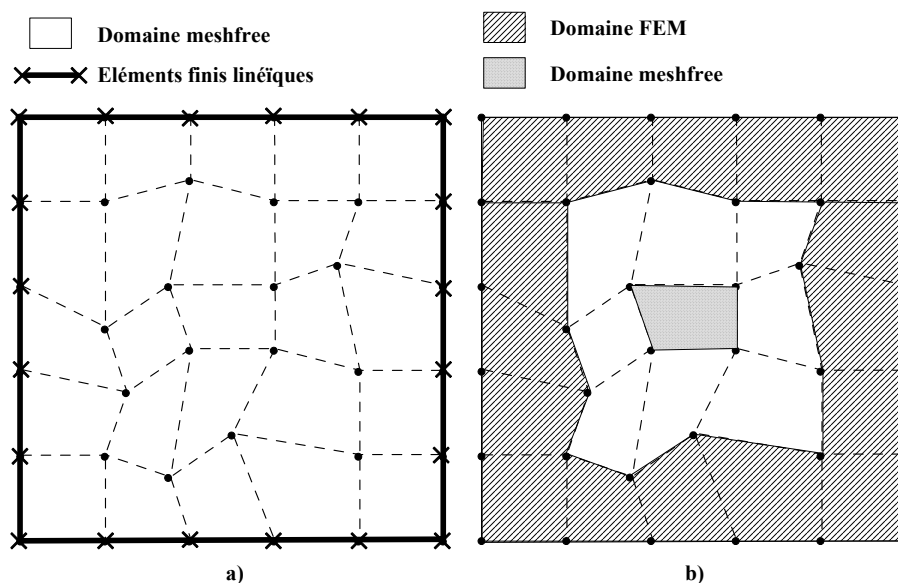 Domaine meshfree
Eléments finis linéïques
Domaine FEM
Domaine meshfree
a)
b)